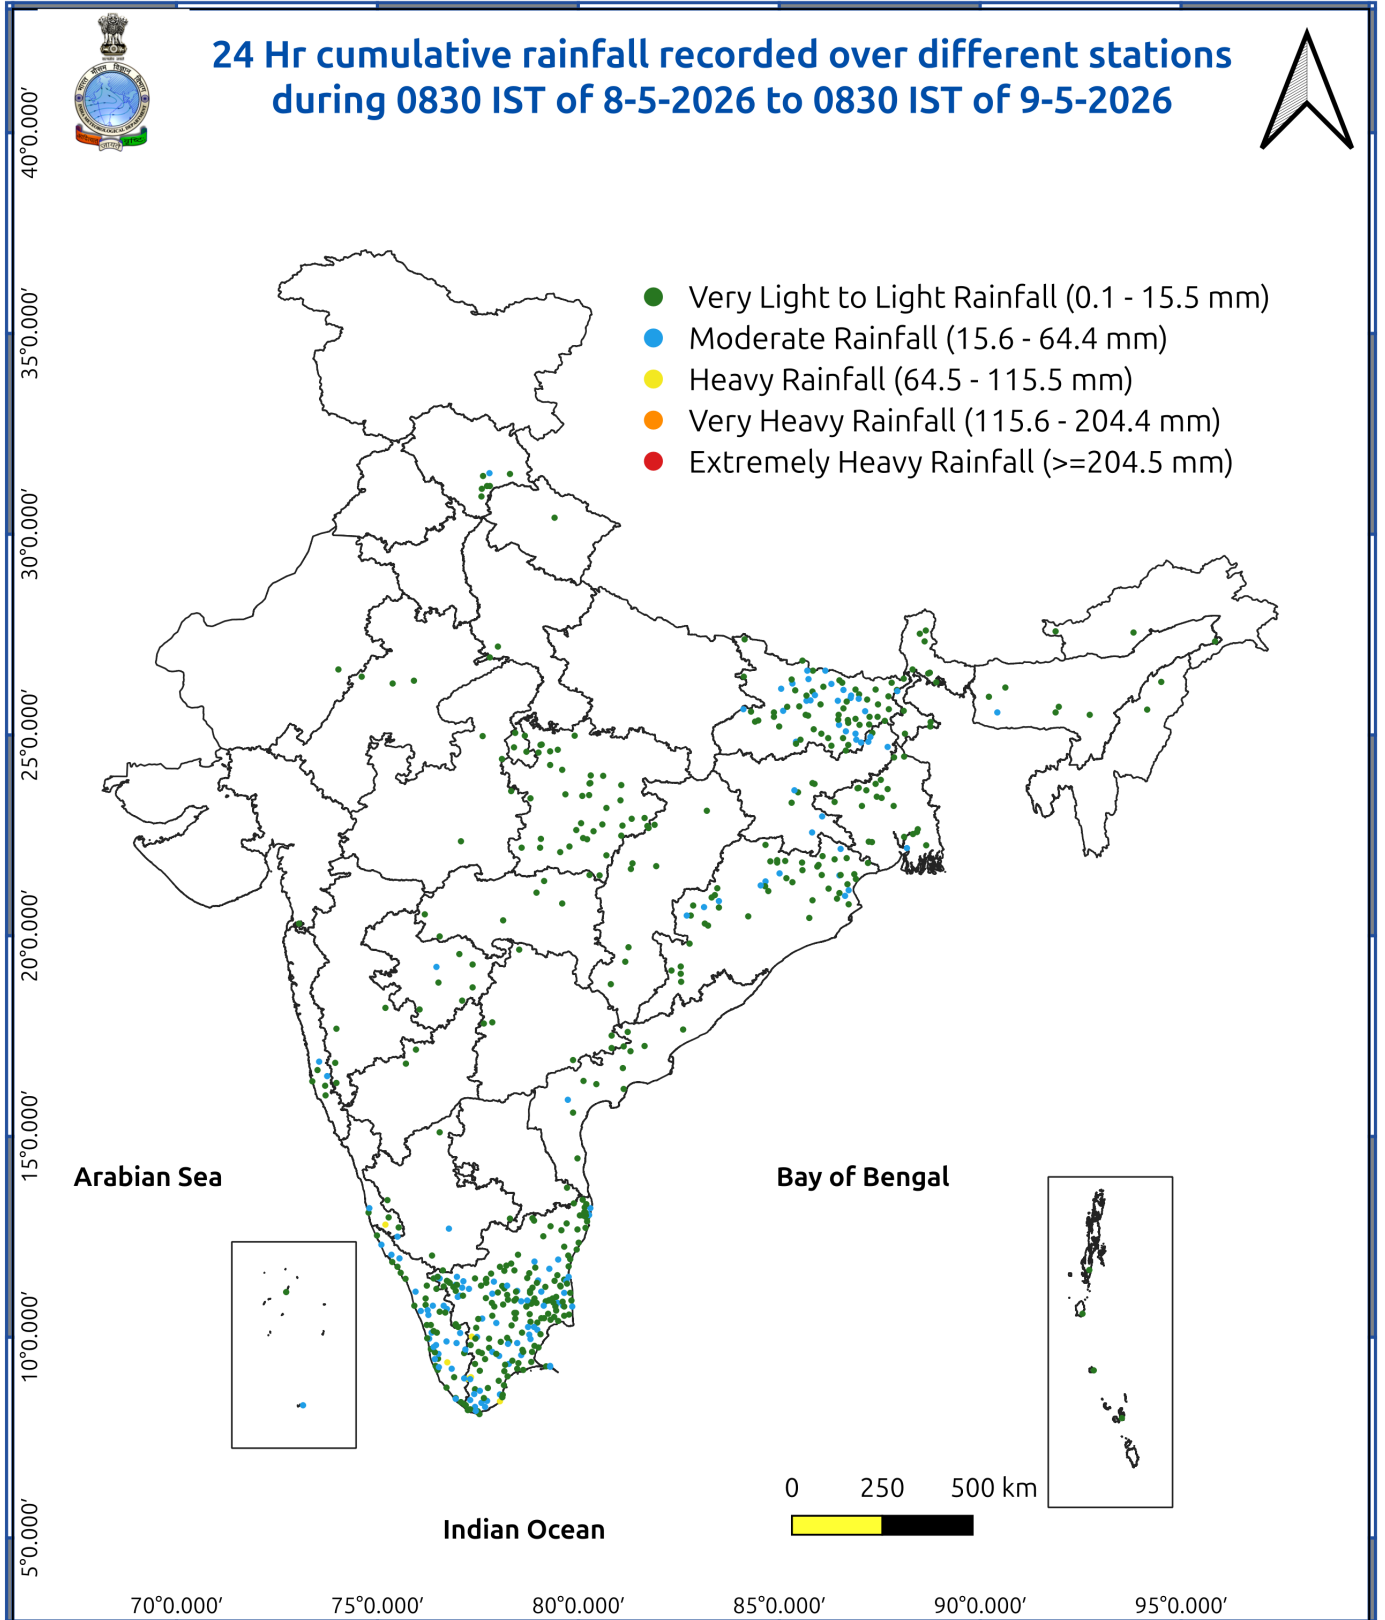 24 Hr cumulative rainfall recorded over different stations
during 0830 IST of 8-5-2026 to 0830 IST of 9-5-2026
Very Light to Light Rainfall (0.1 - 15.5 mm)
Moderate Rainfall (15.6 - 64.4 mm)
Heavy Rainfall (64.5 - 115.5 mm)
Very Heavy Rainfall (115.6 - 204.4 mm)
Extremely Heavy Rainfall (>=204.5 mm)
40°0.000′
35°0.000′
30°0.000′
25°0.000′
20°0.000′
15°0.000′
10°0.000′
5°0.000′
Arabian Sea
Bay of Bengal
Indian Ocean
0 250 500 km
70°0.000′ 75°0.000′ 80°0.000′ 85°0.000′ 90°0.000′ 95°0.000′